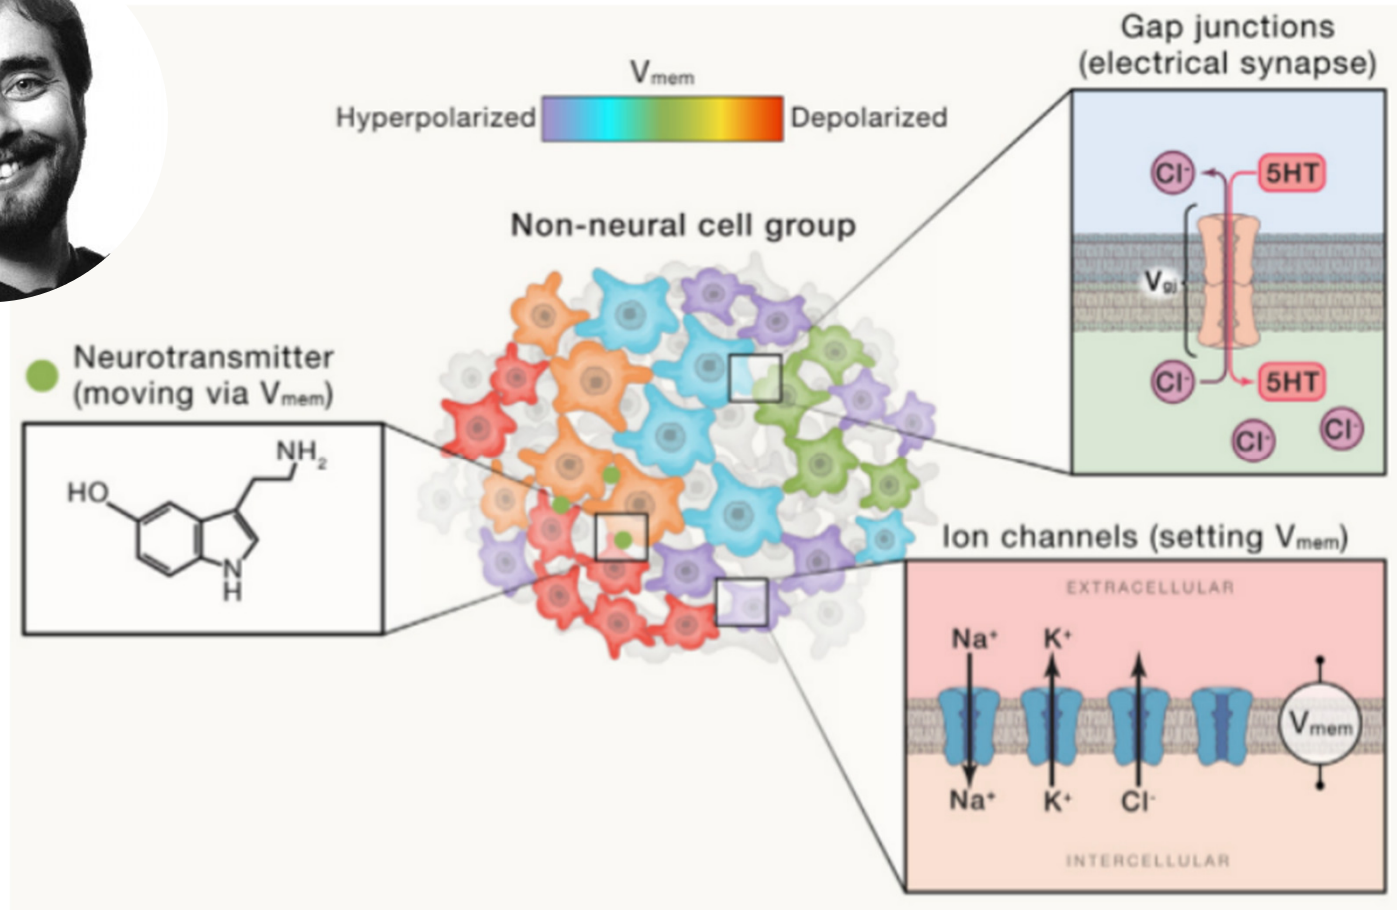 Gap junctions
(electrical synapse)
Vmem
Hyperpolarized
Depolarized
Cl-
5HT
Vgj
Cl-
5HT
Cl-
Cl-
Non-neural cell group
Neurotransmitter
(moving via Vmem)
NH2
HO
N
H
Ion channels (setting Vmem)
EXTRACELLULAR
Na+
K+
Vmem
Na+
K+
Cl-
INTERCELLULAR